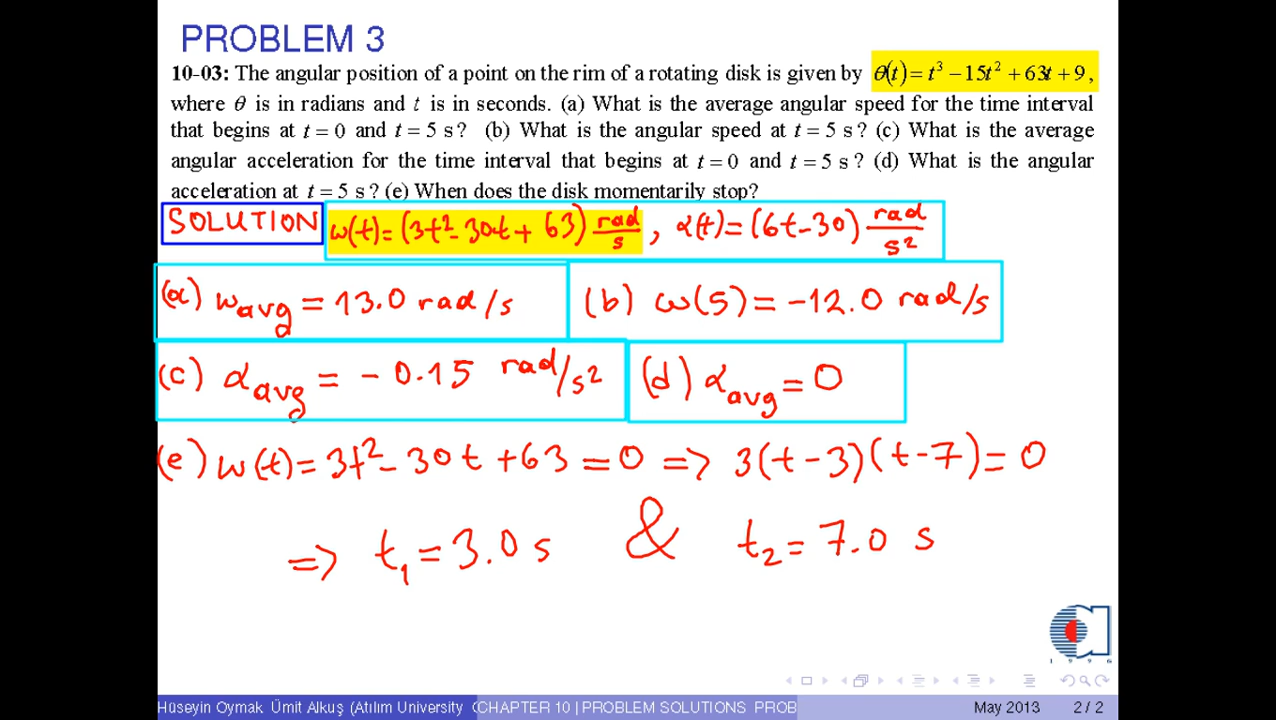 PROBLEM 3
10-03: The angular position of a point on the rim of a rotating disk is given by θ(t) = t³ − 15t² + 63t + 9,
where θ is in radians and t is in seconds. (a) What is the average angular speed for the time interval
that begins at t = 0 and t = 5 s? (b) What is the angular speed at t = 5 s? (c) What is the average
angular acceleration for the time interval that begins at t = 0 and t = 5 s? (d) What is the angular
acceleration at t = 5 s? (e) When does the disk momentarily stop?
SOLUTION ω(t)=(3t²-30t+63) rad/s , α(t)=(6t-30) rad/s²
(a) ωavg = 13.0 rad/s (b) ω(5) = -12.0 rad/s
(c) αavg = -0.15 rad/s² (d) αavg = 0
(e) ω(t)=3t²-30t+63=0 => 3(t-3)(t-7)=0
=> t₁=3.0 s & t₂=7.0 s
1996
Hüseyin Oymak Ümit Alkuş (Atılım University CHAPTER 10 | PROBLEM SOLUTIONS PROB May 2013 2 / 2